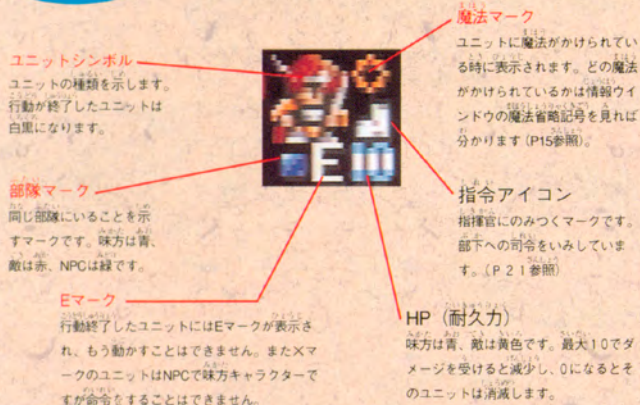 ユニットシンボル
ユニットの種類を示します。
行動が終了したユニットは
白黒になります。
部隊マーク
同じ部隊にいることを示
すマークです。味方は青、
敵は赤、NPCは緑です。
Eマーク
行動終了したユニットにはEマークが表示さ
れ、もう動かすことはできません。また×マ
ークのユニットはNPCで味方キャラクターで
すが命令をすることはできません。
E
10
魔法マーク
ユニットに魔法がかけられてい
る時に表示されます。どの魔法
がかけられているかは情報ウイ
ンドウの魔法省略記号を見れば
分かります(P15参照)。
指令アイコン
指揮官にのみつくマークです。
部下への司令をいみしていま
す。(P21参照)
HP(耐久力)
味方は青、敵は黄色です。最大10でダ
メージを受けると減少し、0になるとそ
のユニットは消滅します。